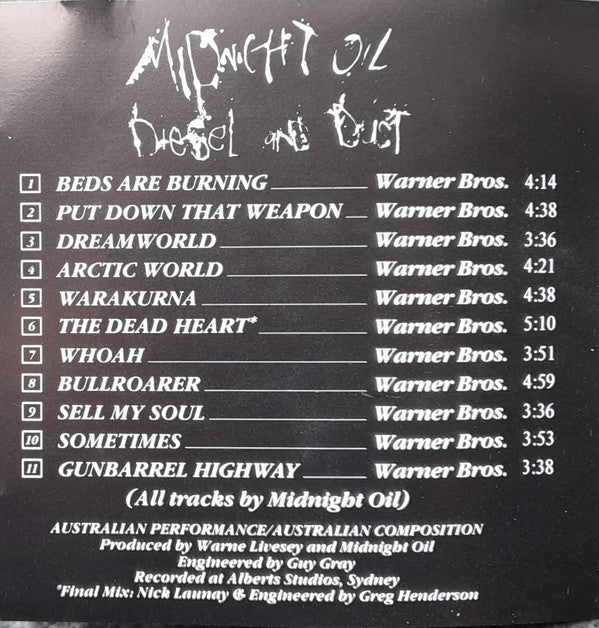 MIDNIGHT OIL
DIESEL AND DUST
1 BEDS ARE BURNING Warner Bros. 4:14
2 PUT DOWN THAT WEAPON Warner Bros. 4:38
3 DREAMWORLD Warner Bros. 3:36
4 ARCTIC WORLD Warner Bros. 4:21
5 WARAKURNA Warner Bros. 4:38
6 THE DEAD HEART* Warner Bros. 5:10
7 WHOAH Warner Bros. 3:51
8 BULLROARER Warner Bros. 4:59
9 SELL MY SOUL Warner Bros. 3:36
10 SOMETIMES Warner Bros. 3:53
11 GUNBARREL HIGHWAY Warner Bros. 3:38
(All tracks by Midnight Oil)
AUSTRALIAN PERFORMANCE/AUSTRALIAN COMPOSITION
Produced by Warne Livesey and Midnight Oil
Engineered by Guy Gray
Recorded at Alberts Studios, Sydney
*Final Mix: Nick Launay & Engineered by Greg Henderson